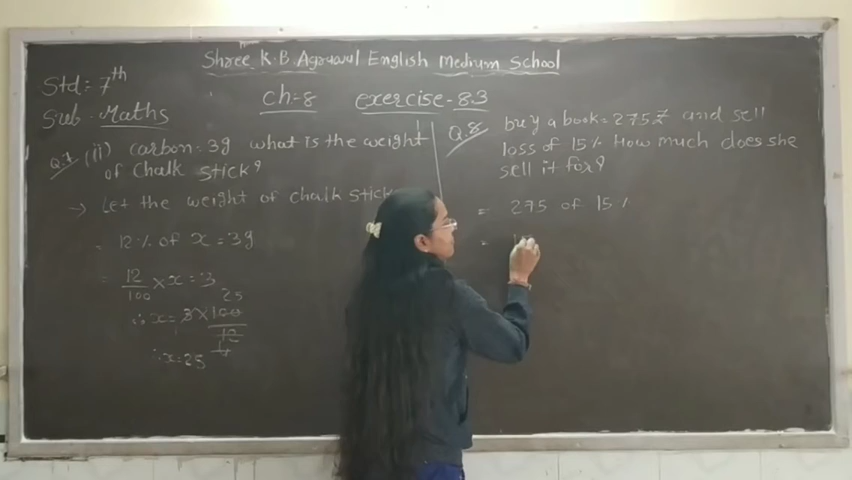 Shree K.B.Agrawal English Medium School
Std:- 7th
Sub - Maths
Ch:-8 exercise-8.3
Q.7 (ii) carbon = 3g what is the weight
of chalk stick?
→ Let the weight of chalk stick
= 12% of x = 3g
= 12/100 × x = 3
25
∴ x = 3 × 100
12
4
∴ x = 25
Q.8 buy a book = 275₹ and sell
loss of 15% How much does she
sell it for?
= 275 of 15%
=